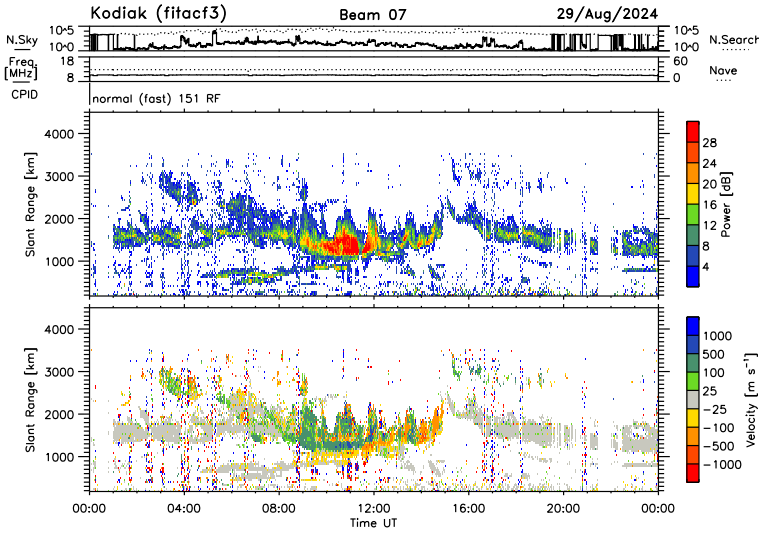 Kodiak (fitacf3) Beam 07 29/Aug/2024
N.Sky 10^5 10^0 10^5 10^0 N.Search
Freq. [MHz] 18 8 60 0 Nave
CPID normal (fast) 151 RF
Slant Range [km] 4000 3000 2000 1000
Power [dB] 28 24 20 16 12 8 4
Slant Range [km] 4000 3000 2000 1000
Velocity [m s⁻¹] 1000 500 100 25 −25 −100 −500 −1000
00:00 04:00 08:00 12:00 16:00 20:00 00:00
Time UT